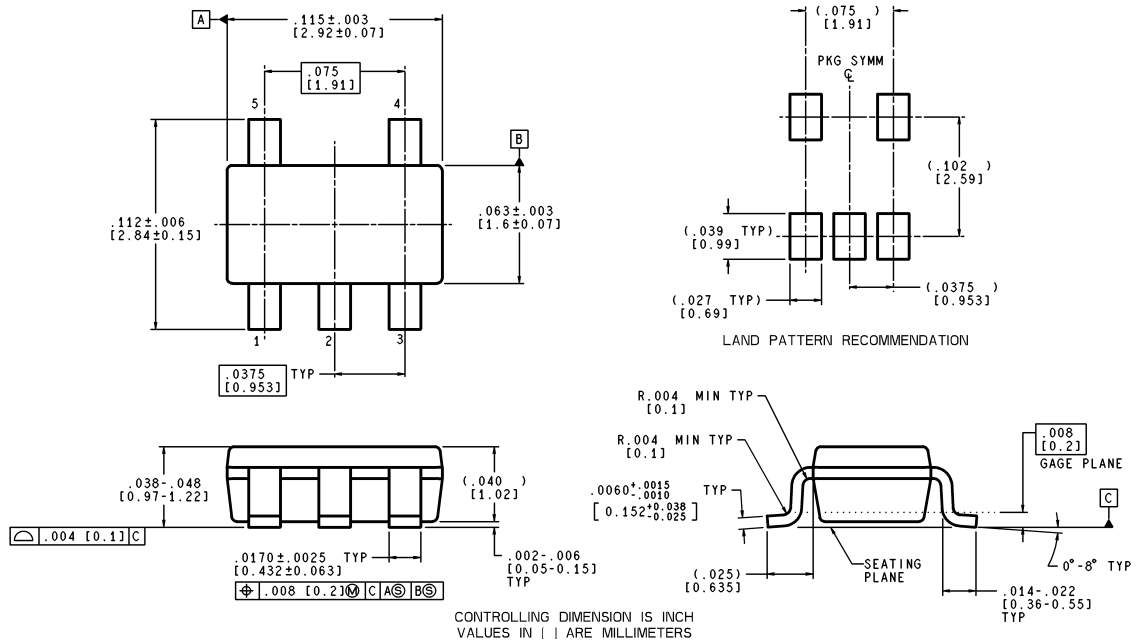 A
.115±.003
[2.92±0.07]
.075
[1.91]
5
4
B
.112±.006
[2.84±0.15]
.063±.003
[1.6±0.07]
1
2
3
.0375 TYP
[0.953]
(.075 )
[1.91]
PKG SYMM
℄
(.102 )
[2.59]
(.039 TYP)
[0.99]
(.027 TYP)
[0.69]
(.0375 )
[0.953]
LAND PATTERN RECOMMENDATION
.038-.048
[0.97-1.22]
(.040 )
[1.02]
⌓ .004 [0.1] C
.0170±.0025 TYP
[0.432±0.063]
⌖ .008 [0.2]Ⓜ C AⓈ BⓈ
.002-.006
[0.05-0.15]
TYP
R.004 MIN TYP
[0.1]
R.004 MIN TYP
[0.1]
.0060+.0015 -.0010 TYP
[0.152+0.038 -0.025]
.008
[0.2]
GAGE PLANE
C
SEATING
PLANE
0°-8° TYP
(.025)
[0.635]
.014-.022
[0.36-0.55]
TYP
CONTROLLING DIMENSION IS INCH
VALUES IN [ ] ARE MILLIMETERS